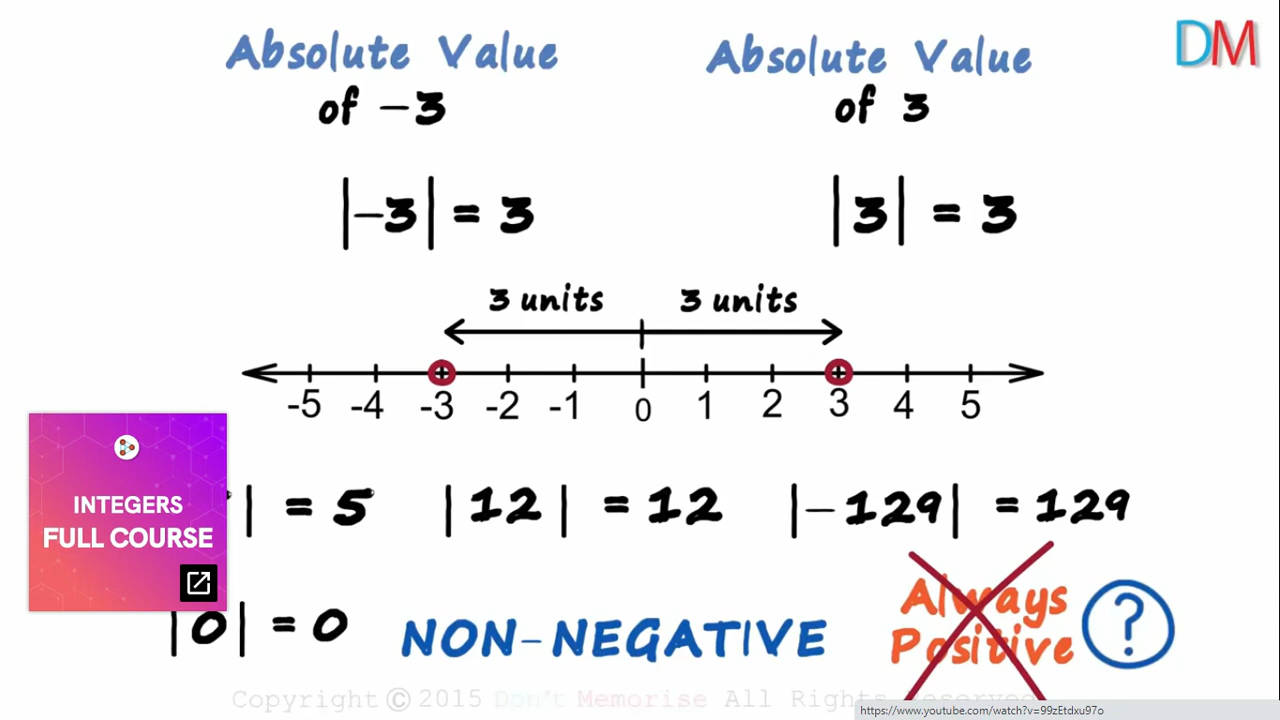 Absolute Value
of −3
Absolute Value
of 3
DM
|−3| = 3
|3| = 3
3 units
3 units
-5 -4 -3 -2 -1 0 1 2 3 4 5
INTEGERS
FULL COURSE
| = 5
|12| = 12
|−129| = 129
|0| = 0
NON-NEGATIVE
Always
Positive
?
Copyright © 2015 Don't Memorise All Rights Reserved
https://www.youtube.com/watch?v=99zEtdxu97o